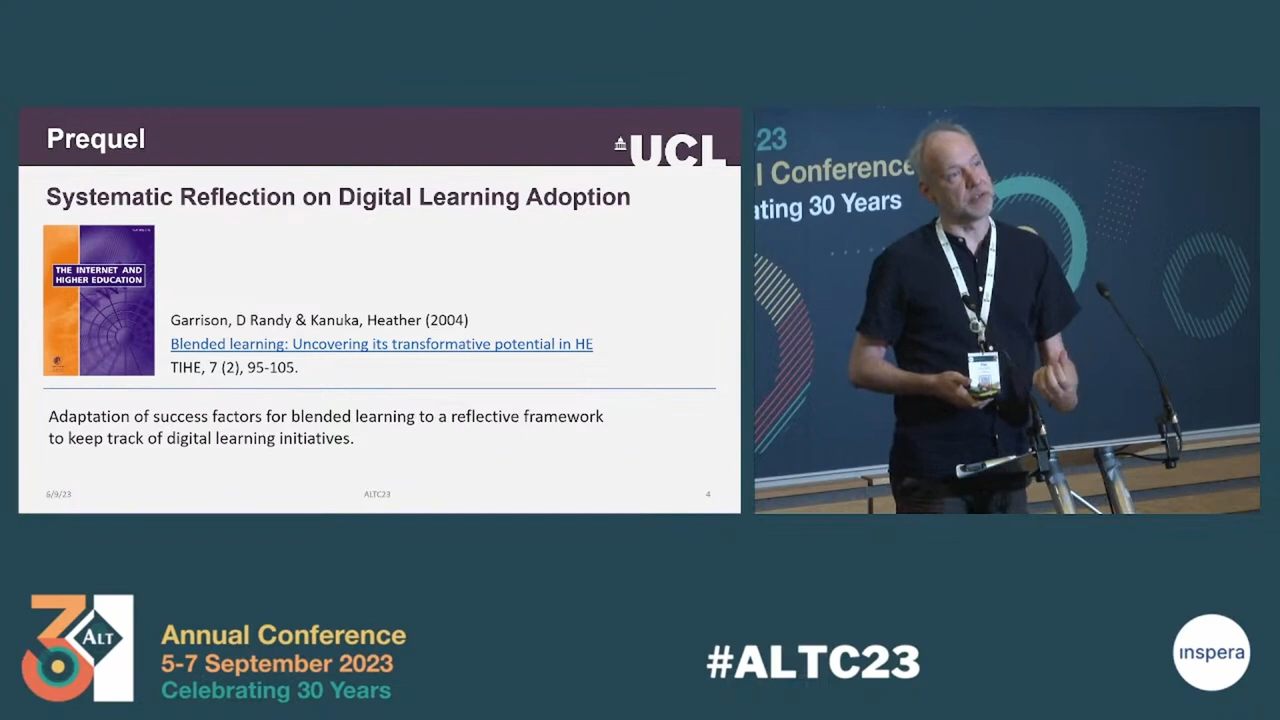 Prequel
UCL
Systematic Reflection on Digital Learning Adoption
THE INTERNET AND
HIGHER EDUCATION
Garrison, D Randy & Kanuka, Heather (2004)
Blended learning: Uncovering its transformative potential in HE
TIHE, 7 (2), 95-105.
Adaptation of success factors for blended learning to a reflective framework
to keep track of digital learning initiatives.
6/9/23
ALTC23
4
23
l Conference
ating 30 Years
3
ALT
Annual Conference
5-7 September 2023
Celebrating 30 Years
#ALTC23
inspera